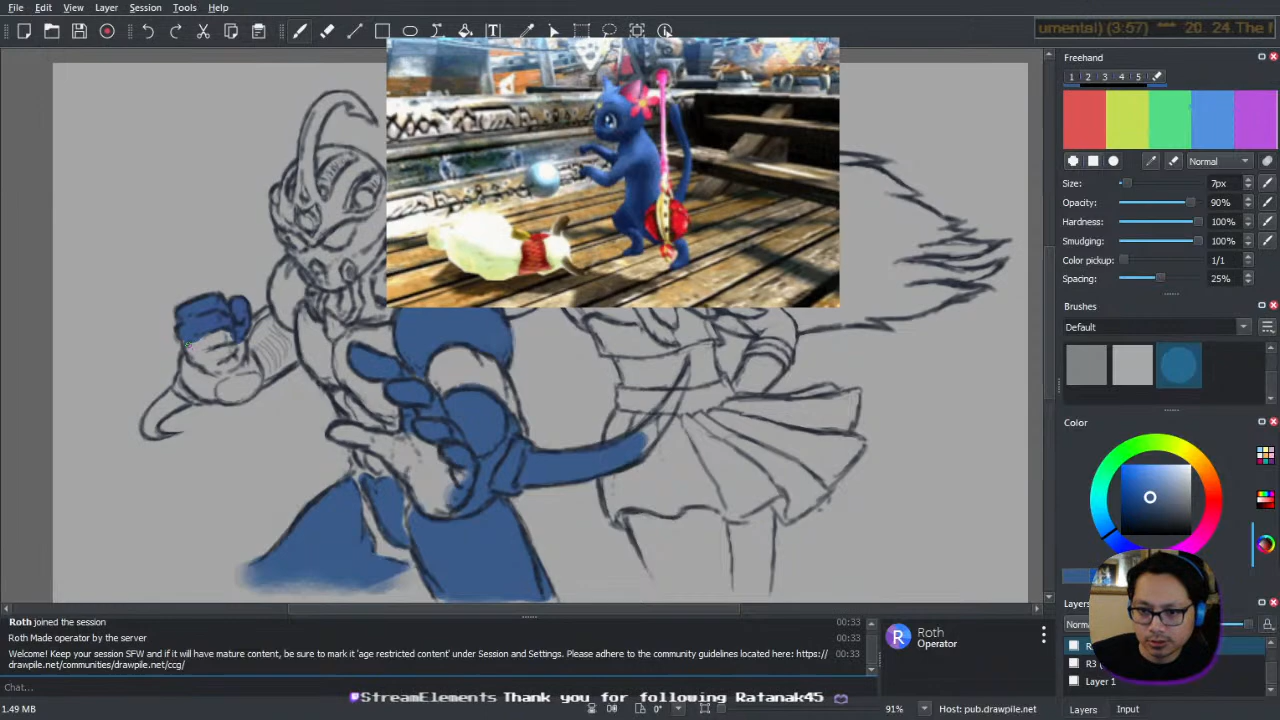 File Edit View Layer Session Tools Help
umental) (3:57) *** 20. 24.The
Freehand
1 2 3 4 5
Normal
Size: 7px
Opacity: 90%
Hardness: 100%
Smudging: 100%
Color pickup: 1/1
Spacing: 25%
Brushes
Default
Color
Layers
Norma
R3 (
Layer 1
Layers Input
Roth joined the session 00:33
Roth Made operator by the server 00:33
Welcome! Keep your session SFW and if it will have mature content, be sure to mark it 'age restricted content' under Session and Settings. Please adhere to the community guidelines located here: https:// 00:33
drawpile.net/communities/drawpile.net/ccg/
R Roth
Operator
Chat...
StreamElements Thank you for following Ratanak45
1.49 MB
0°
91%
Host: pub.drawpile.net